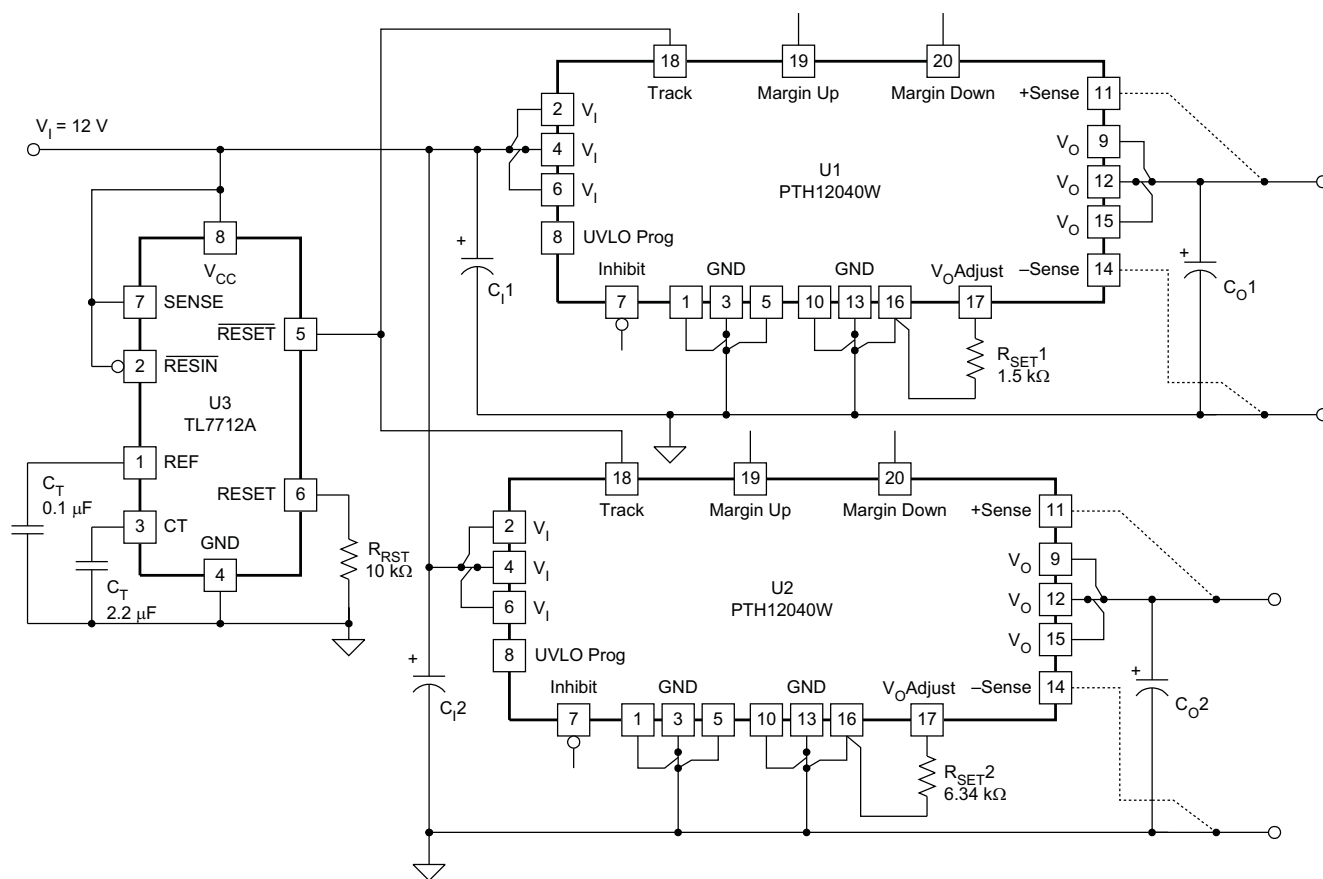 V_I = 12 V
18
19
20
Track
Margin Up
Margin Down
+Sense
11
2
V_I
4
V_I
6
V_I
8
UVLO Prog
U1
PTH12040W
V_O
9
V_O
12
V_O
15
–Sense
14
Inhibit
7
GND
1
3
5
GND
10
13
16
V_OAdjust
17
+
C_I1
R_SET1
1.5 kΩ
+
C_O1
8
V_CC
7
SENSE
2
R̅E̅S̅I̅N̅
R̅E̅S̅E̅T̅
5
U3
TL7712A
1
REF
3
CT
RESET
6
GND
4
C_T
0.1 μF
C_T
2.2 μF
R_RST
10 kΩ
18
19
20
Track
Margin Up
Margin Down
+Sense
11
2
V_I
4
V_I
6
V_I
8
UVLO Prog
U2
PTH12040W
V_O
9
V_O
12
V_O
15
–Sense
14
Inhibit
7
GND
1
3
5
GND
10
13
16
V_OAdjust
17
+
C_I2
R_SET2
6.34 kΩ
+
C_O2